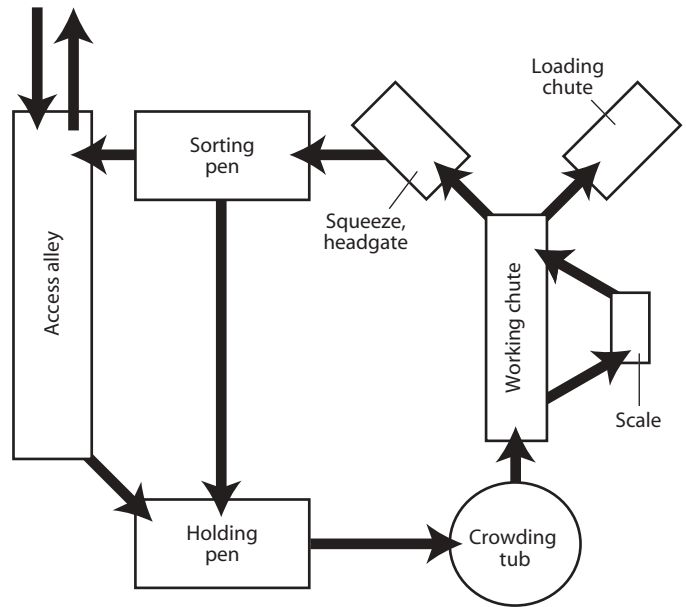 Loading
chute
Sorting
pen
Squeeze,
headgate
Access alley
Working chute
Scale
Holding
pen
Crowding
tub